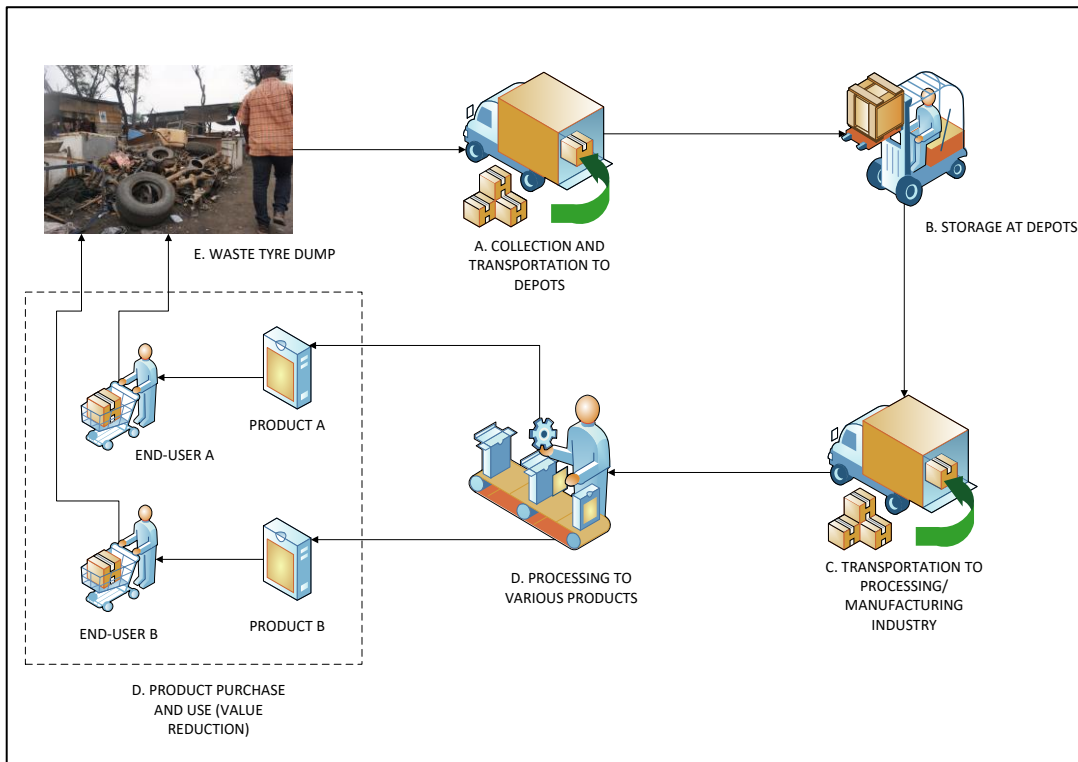 E. WASTE TYRE DUMP
A. COLLECTION AND
TRANSPORTATION TO
DEPOTS
B. STORAGE AT DEPOTS
PRODUCT A
END-USER A
C. TRANSPORTATION TO
PROCESSING/
MANUFACTURING
INDUSTRY
D. PROCESSING TO
VARIOUS PRODUCTS
PRODUCT B
END-USER B
D. PRODUCT PURCHASE
AND USE (VALUE
REDUCTION)